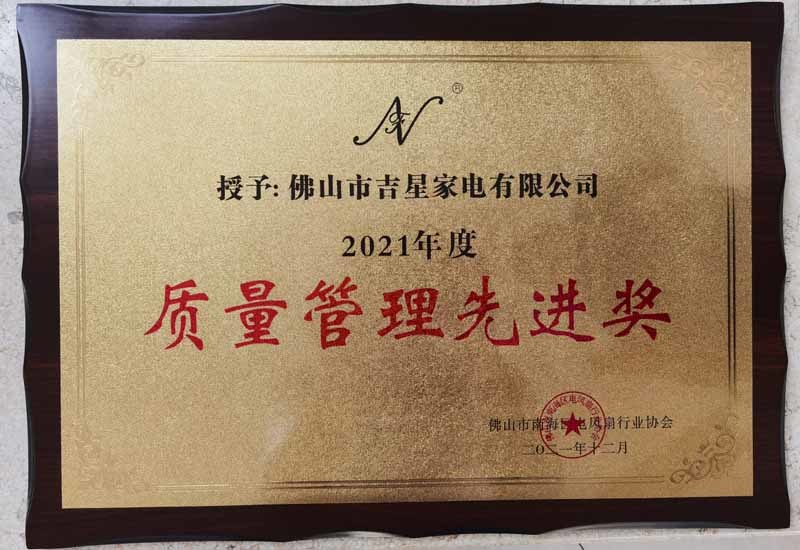 ®
授予: 佛山市吉星家电有限公司
2021年度
质量管理先进奖
佛山市南海区电风扇行业协会
二〇二一年十二月